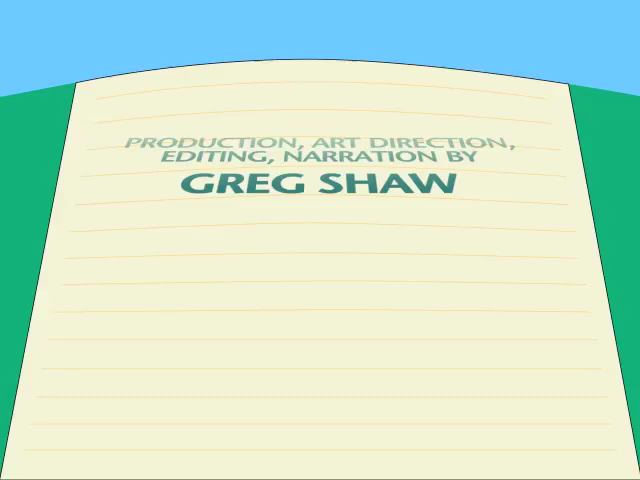 PRODUCTION, ART DIRECTION,
EDITING, NARRATION BY
GREG SHAW